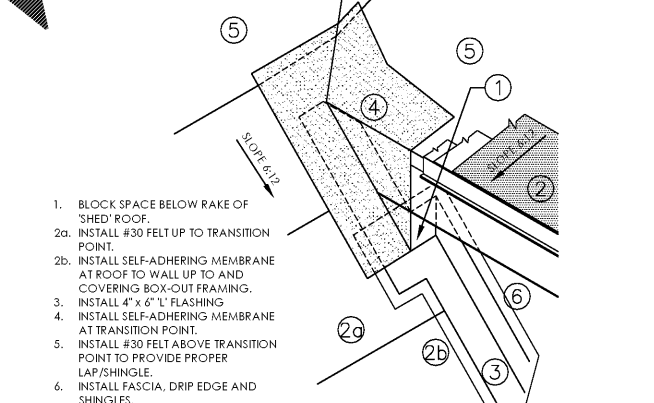 5
5
1
4
SLOPE 6:12
SLOPE 6:12
2
1. BLOCK SPACE BELOW RAKE OF
'SHED' ROOF.
2a. INSTALL #30 FELT UP TO TRANSITION
POINT.
2b. INSTALL SELF-ADHERING MEMBRANE
AT ROOF TO WALL UP TO AND
COVERING BOX-OUT FRAMING.
3. INSTALL 4" x 6" 'L' FLASHING
4. INSTALL SELF-ADHERING MEMBRANE
AT TRANSITION POINT.
5. INSTALL #30 FELT ABOVE TRANSITION
POINT TO PROVIDE PROPER
LAP/SHINGLE.
6. INSTALL FASCIA, DRIP EDGE AND
SHINGLES
6
2a
2b
3